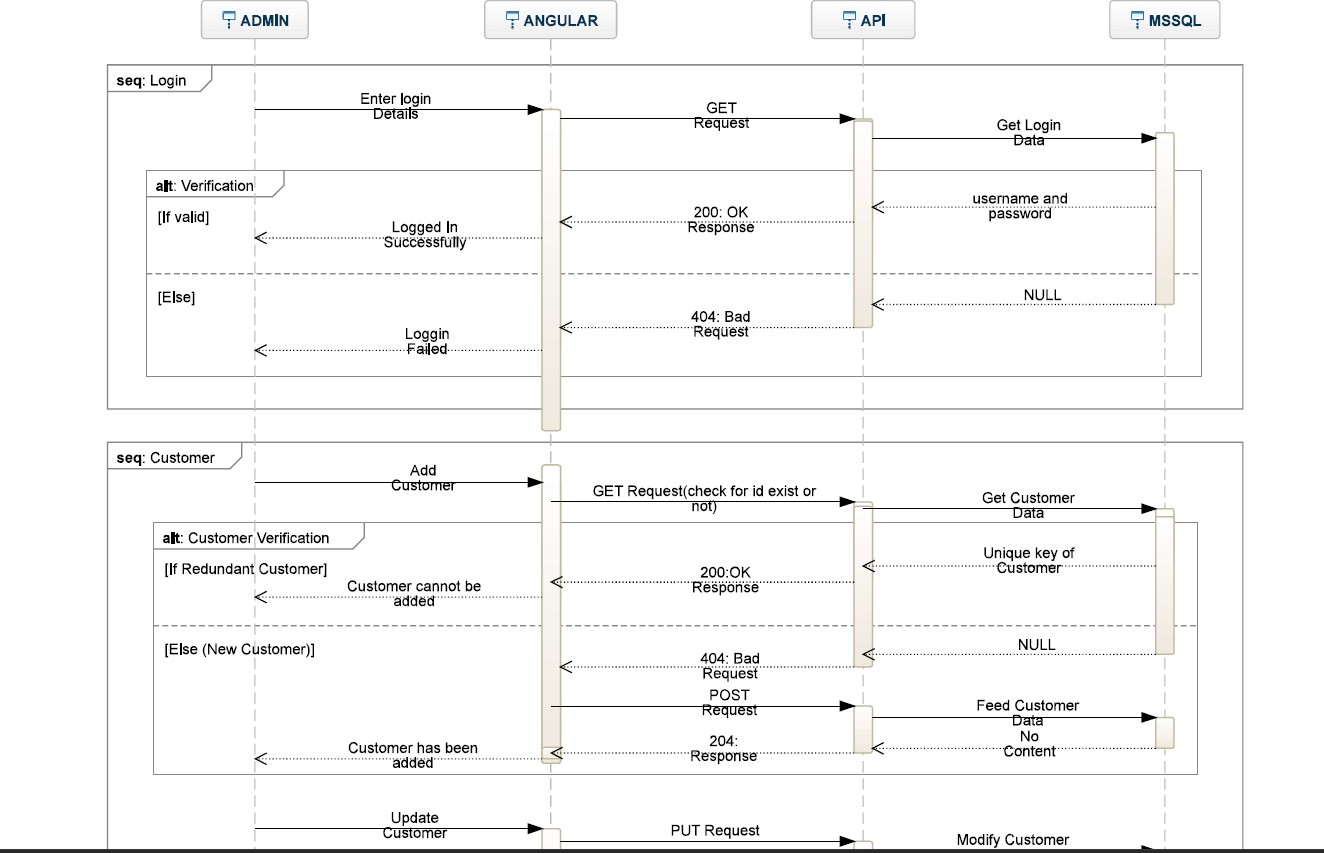 ADMIN
ANGULAR
API
MSSQL
seq: Login
Enter login
Details
GET
Request
Get Login
Data
alt: Verification
[If valid]
username and
password
200: OK
Response
Logged In
Successfully
[Else]
NULL
404: Bad
Request
Loggin
Failed
seq: Customer
Add
Customer
GET Request(check for id exist or
not)
Get Customer
Data
alt: Customer Verification
[If Redundant Customer]
Unique key of
Customer
200:OK
Response
Customer cannot be
added
[Else (New Customer)]
NULL
404: Bad
Request
POST
Request
Feed Customer
Data
No
Content
204:
Response
Customer has been
added
Update
Customer
PUT Request
Modify Customer